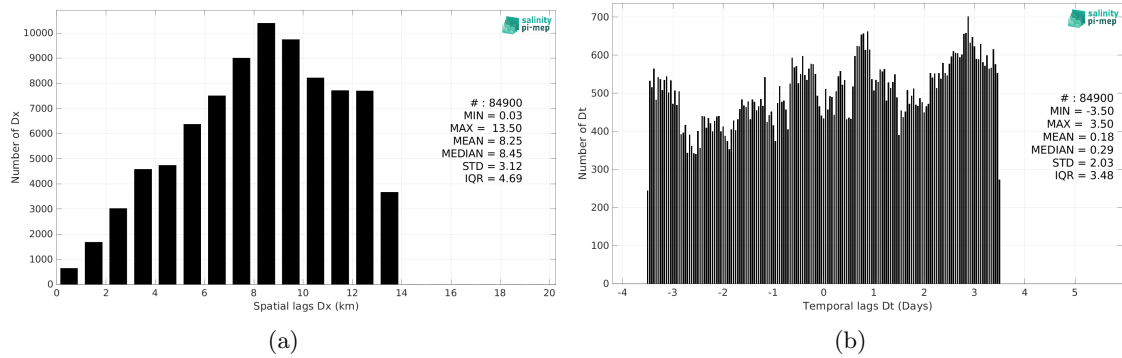 salinity
pi-mep
10000
9000
8000
7000
6000
5000
4000
3000
2000
1000
0
Number of Dx
# : 84900
MIN = 0.03
MAX = 13.50
MEAN = 8.25
MEDIAN = 8.45
STD = 3.12
IQR = 4.69
0 2 4 6 8 10 12 14 16 18 20
Spatial lags Dx (km)
(a)
salinity
pi-mep
700
600
500
400
300
200
100
0
Number of Dt
# : 84900
MIN = -3.50
MAX = 3.50
MEAN = 0.18
MEDIAN = 0.29
STD = 2.03
IQR = 3.48
-4 -3 -2 -1 0 1 2 3 4 5
Temporal lags Dt (Days)
(b)